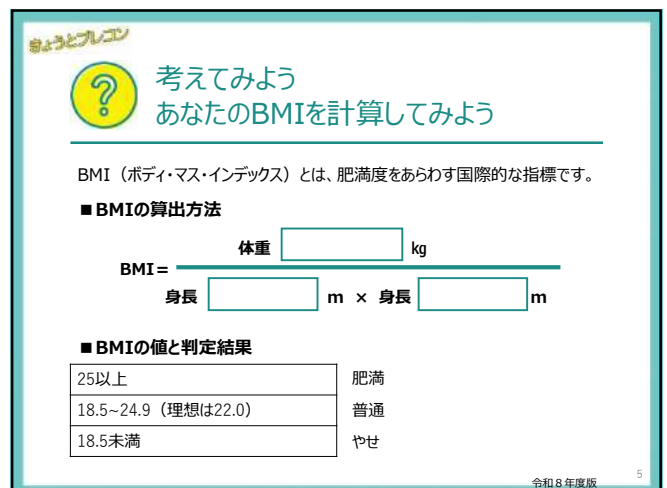 きょうとプレコン
?
考えてみよう
あなたのBMIを計算してみよう
BMI（ボディ・マス・インデックス）とは、肥満度をあらわす国際的な指標です。
■BMIの算出方法
体重 kg
BMI=
身長 m × 身長 m
■BMIの値と判定結果
25以上 肥満
18.5~24.9（理想は22.0） 普通
18.5未満 やせ
5
令和８年度版